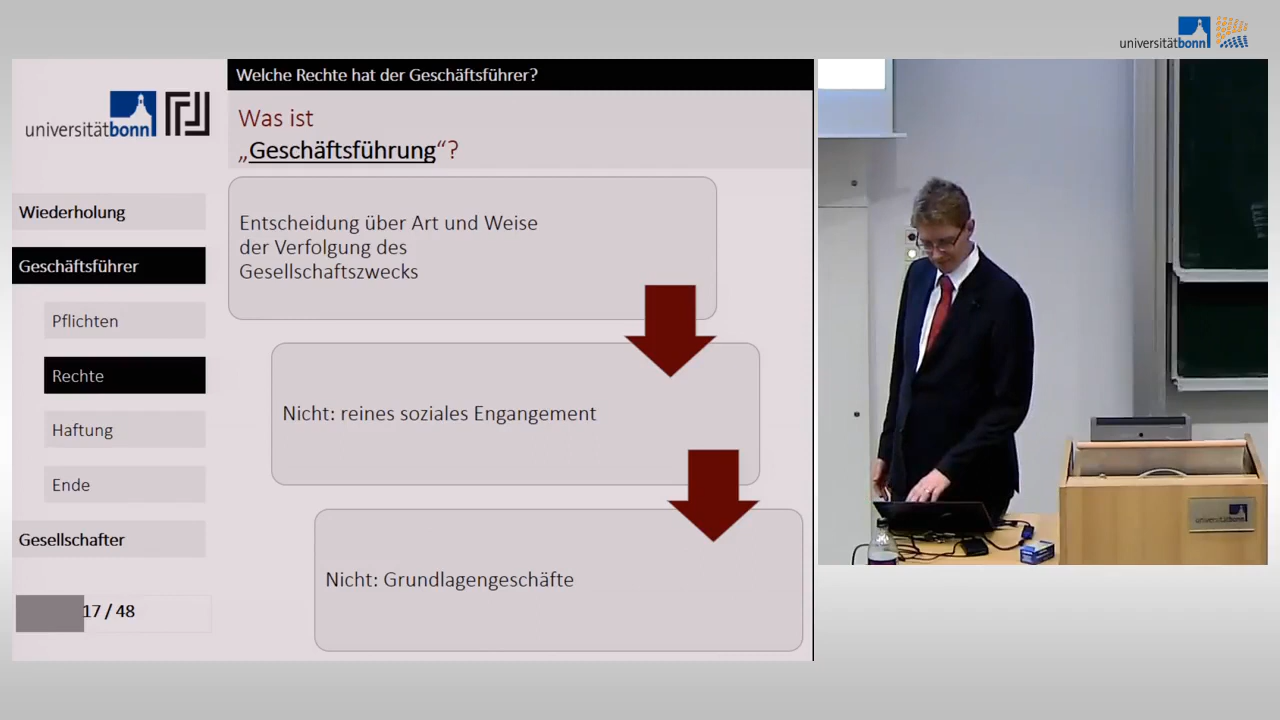 universitätbonn
Welche Rechte hat der Geschäftsführer?
universitätbonn
Was ist
„Geschäftsführung“?
Wiederholung
Geschäftsführer
Pflichten
Rechte
Haftung
Ende
Gesellschafter
17 / 48
Entscheidung über Art und Weise
der Verfolgung des
Gesellschaftszwecks
Nicht: reines soziales Engangement
Nicht: Grundlagengeschäfte
universitätbonn